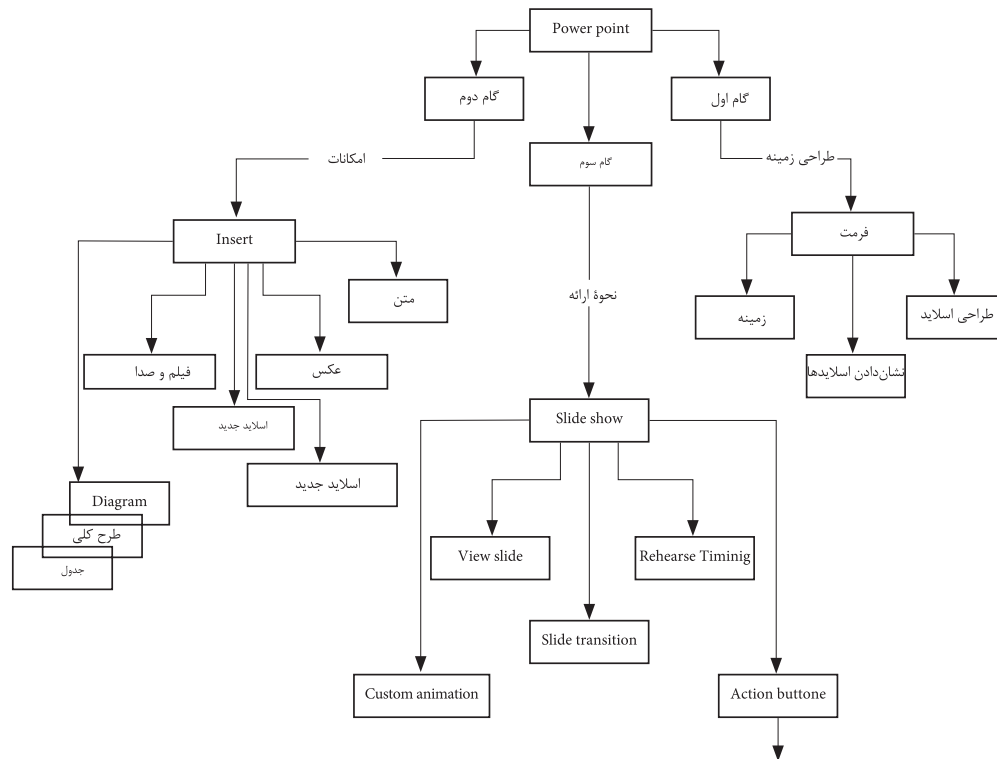 Power point
گام اول
گام دوم
گام سوم
طراحی زمینه
امکانات
فرمت
Insert
طراحی اسلاید
زمینه
نشان‌دادن اسلایدها
متن
عکس
فیلم و صدا
اسلاید جدید
اسلاید جدید
Diagram
طرح کلی
جدول
نحوهٔ ارائه
Slide show
View slide
Rehearse Timinig
Slide transition
Custom animation
Action buttone